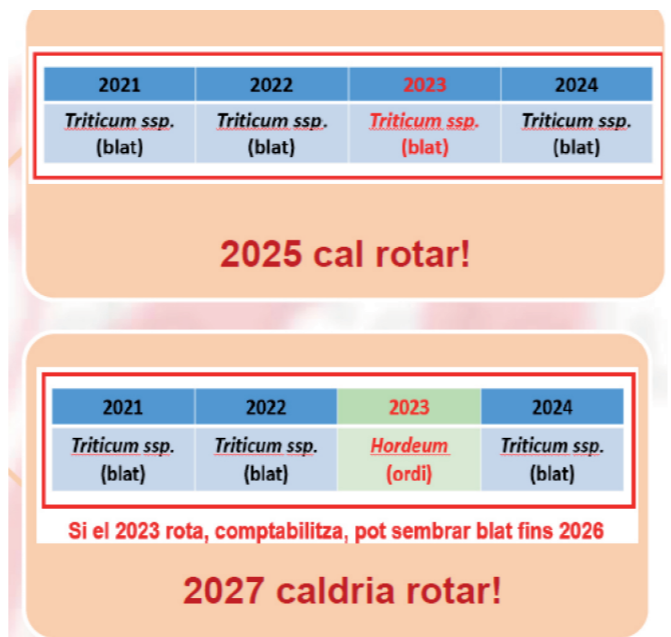 2021 2022 2023 2024
Triticum ssp. Triticum ssp. Triticum ssp. Triticum ssp.
(blat) (blat) (blat) (blat)
2025 cal rotar!
2021 2022 2023 2024
Triticum ssp. Triticum ssp. Hordeum Triticum ssp.
(blat) (blat) (ordi) (blat)
Si el 2023 rota, comptabilitza, pot sembrar blat fins 2026
2027 caldria rotar!